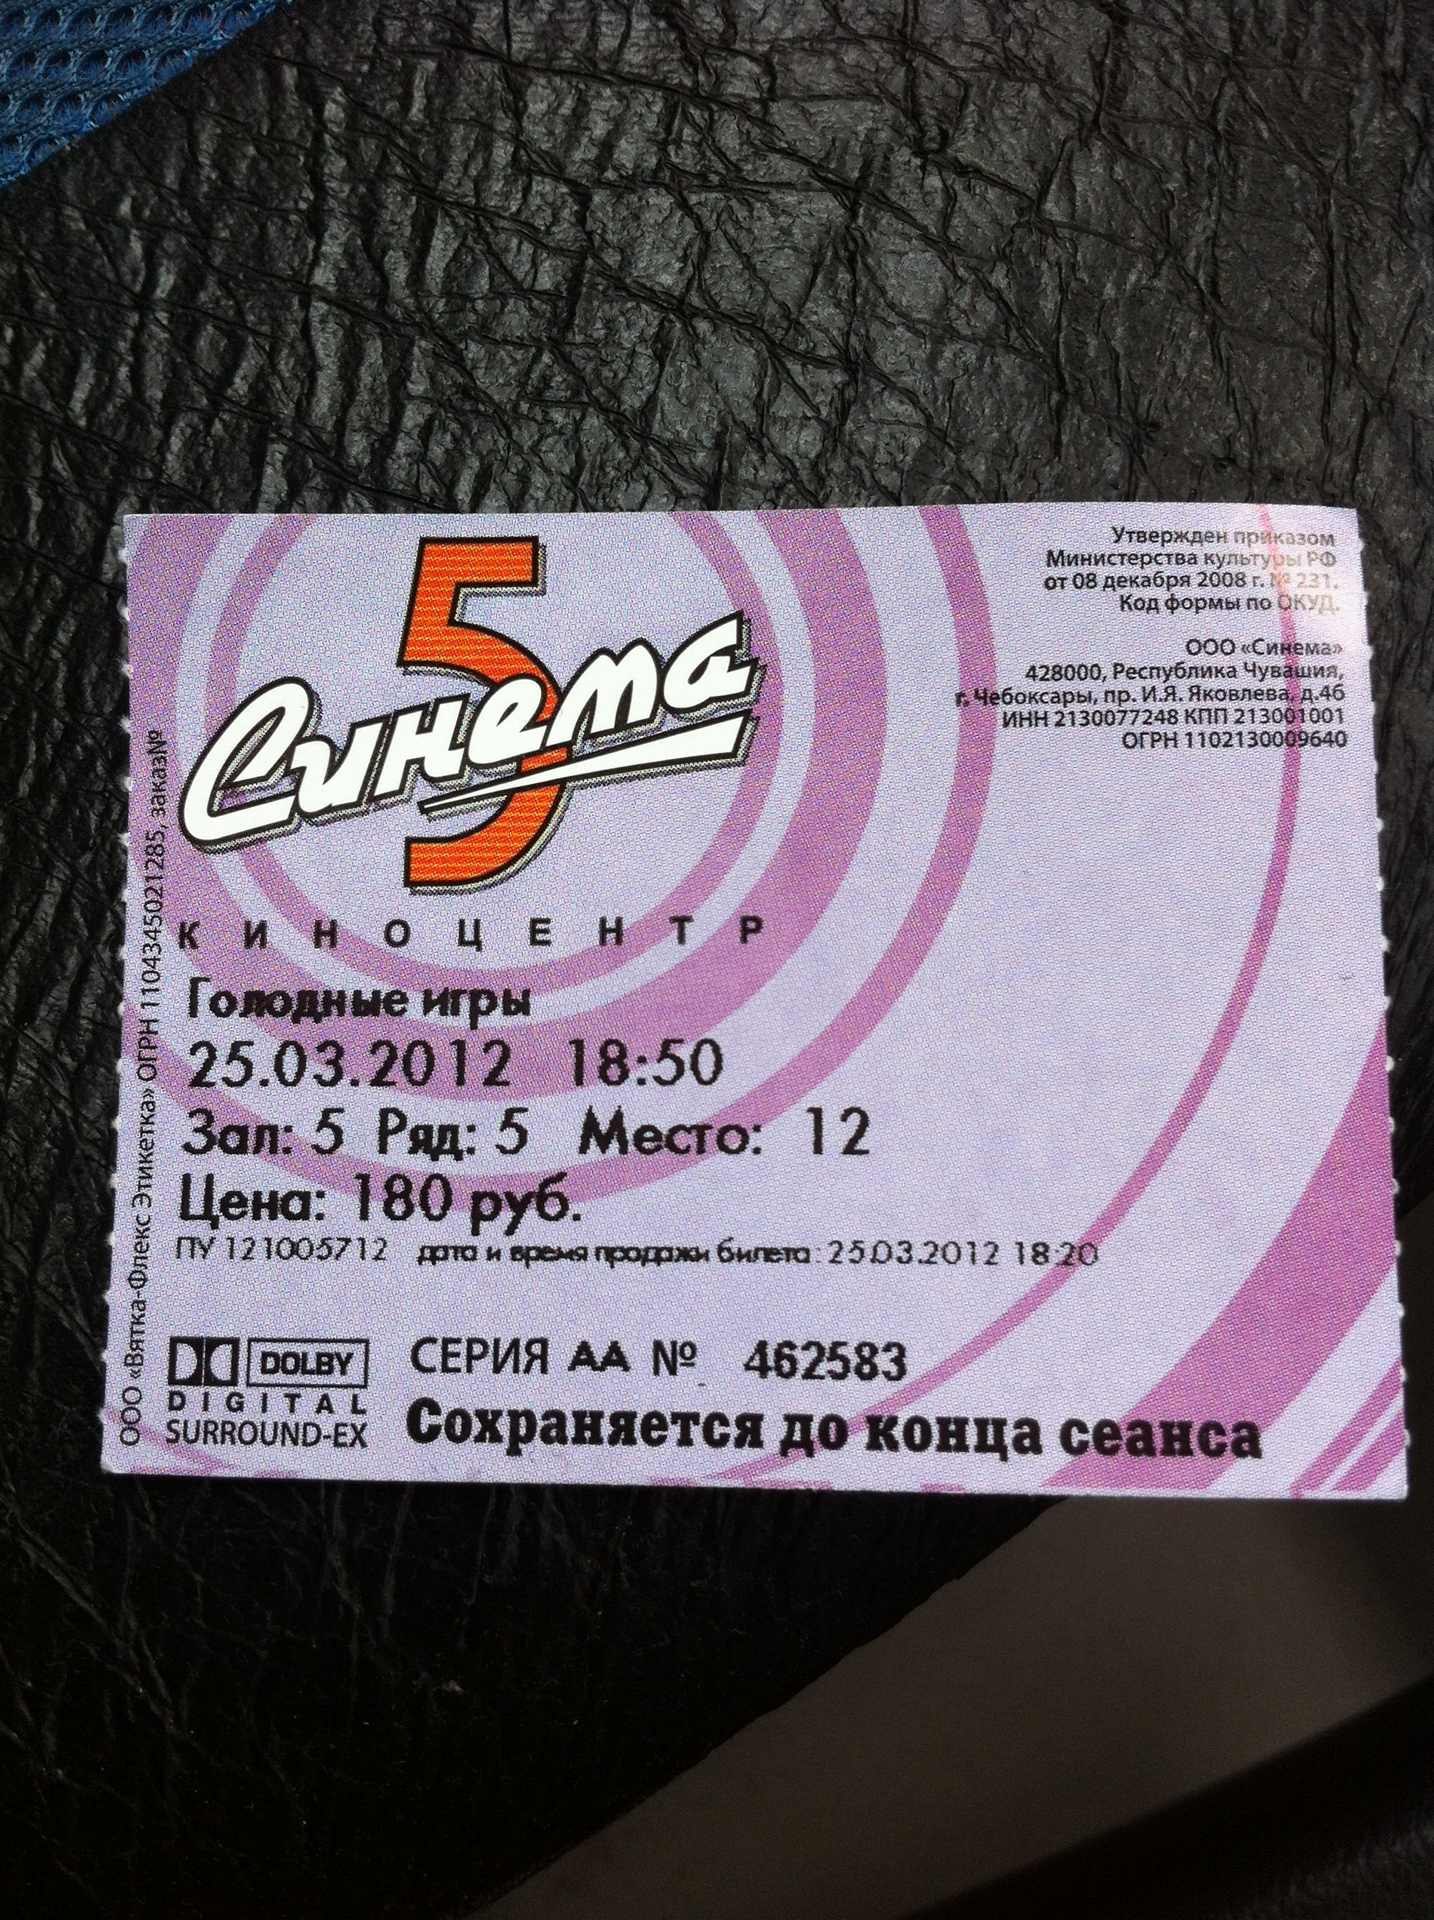 5
Синема
КИНОЦЕНТР
Утвержден приказом
Министерства культуры РФ
от 08 декабря 2008 г. № 231.
Код формы по ОКУД.
ООО «Синема»
428000, Республика Чувашия,
г. Чебоксары, пр. И.Я. Яковлева, д.4б
ИНН 2130077248 КПП 213001001
ОГРН 1102130009640
Голодные игры
25.03.2012 18:50
Зал: 5 Ряд: 5 Место: 12
Цена: 180 руб.
ПУ 121005712 дата и время продажи билета: 25.03.2012 18:20
DOLBY
DIGITAL
SURROUND-EX
СЕРИЯ АА № 462583
Сохраняется до конца сеанса
ООО «Вятка-Флекс Этикетка» ОГРН 1104345021285, заказ№